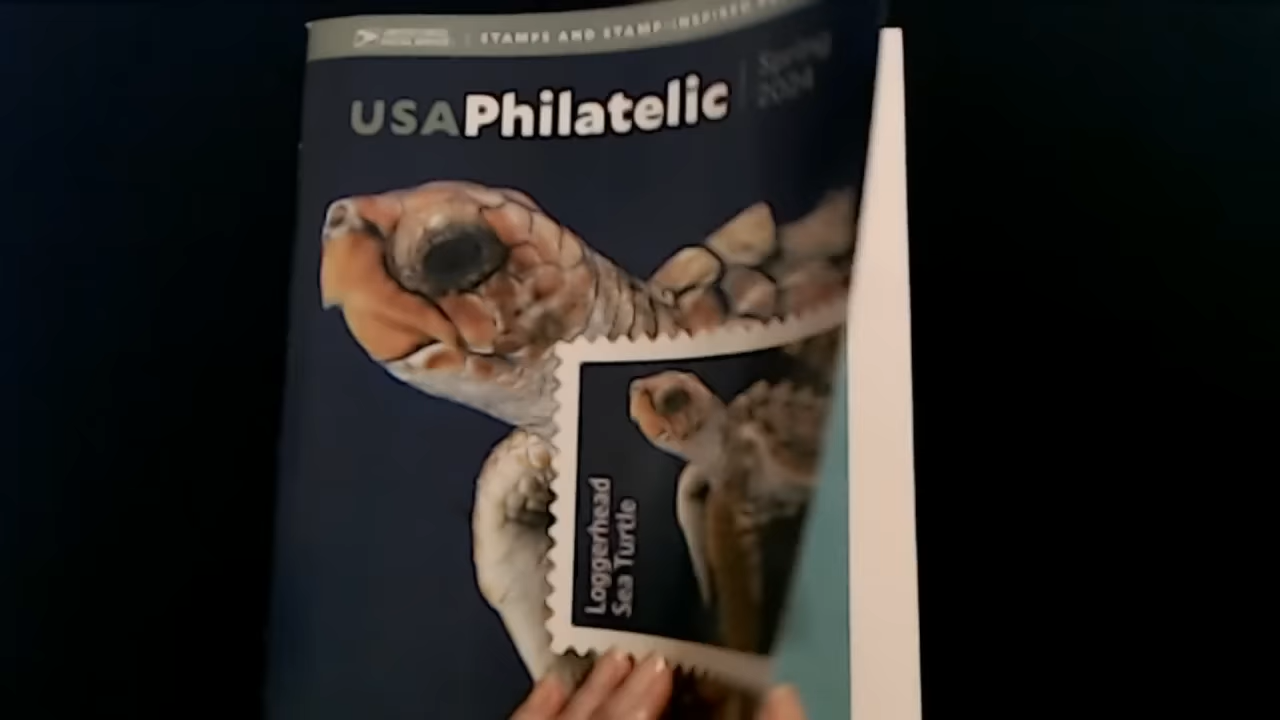 STAMPS AND STAMP-INSPIRED
USAPhilatelic
Spring
2024
Loggerhead
Sea Turtle